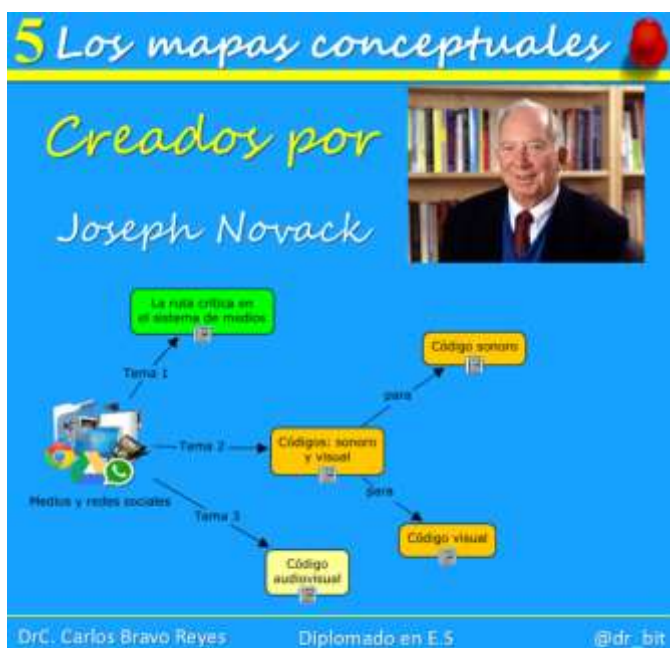 5 Los mapas conceptuales
Creados por
Joseph Novack
La ruta crítica en
el sistema de medios
Código sonoro
Tema 1
para
Tema 2
Códigos: sonoro
y visual
Medios y redes sociales
para
Tema 3
Código visual
Código
audiovisual
DrC. Carlos Bravo Reyes Diplomado en E.S @dr_bit